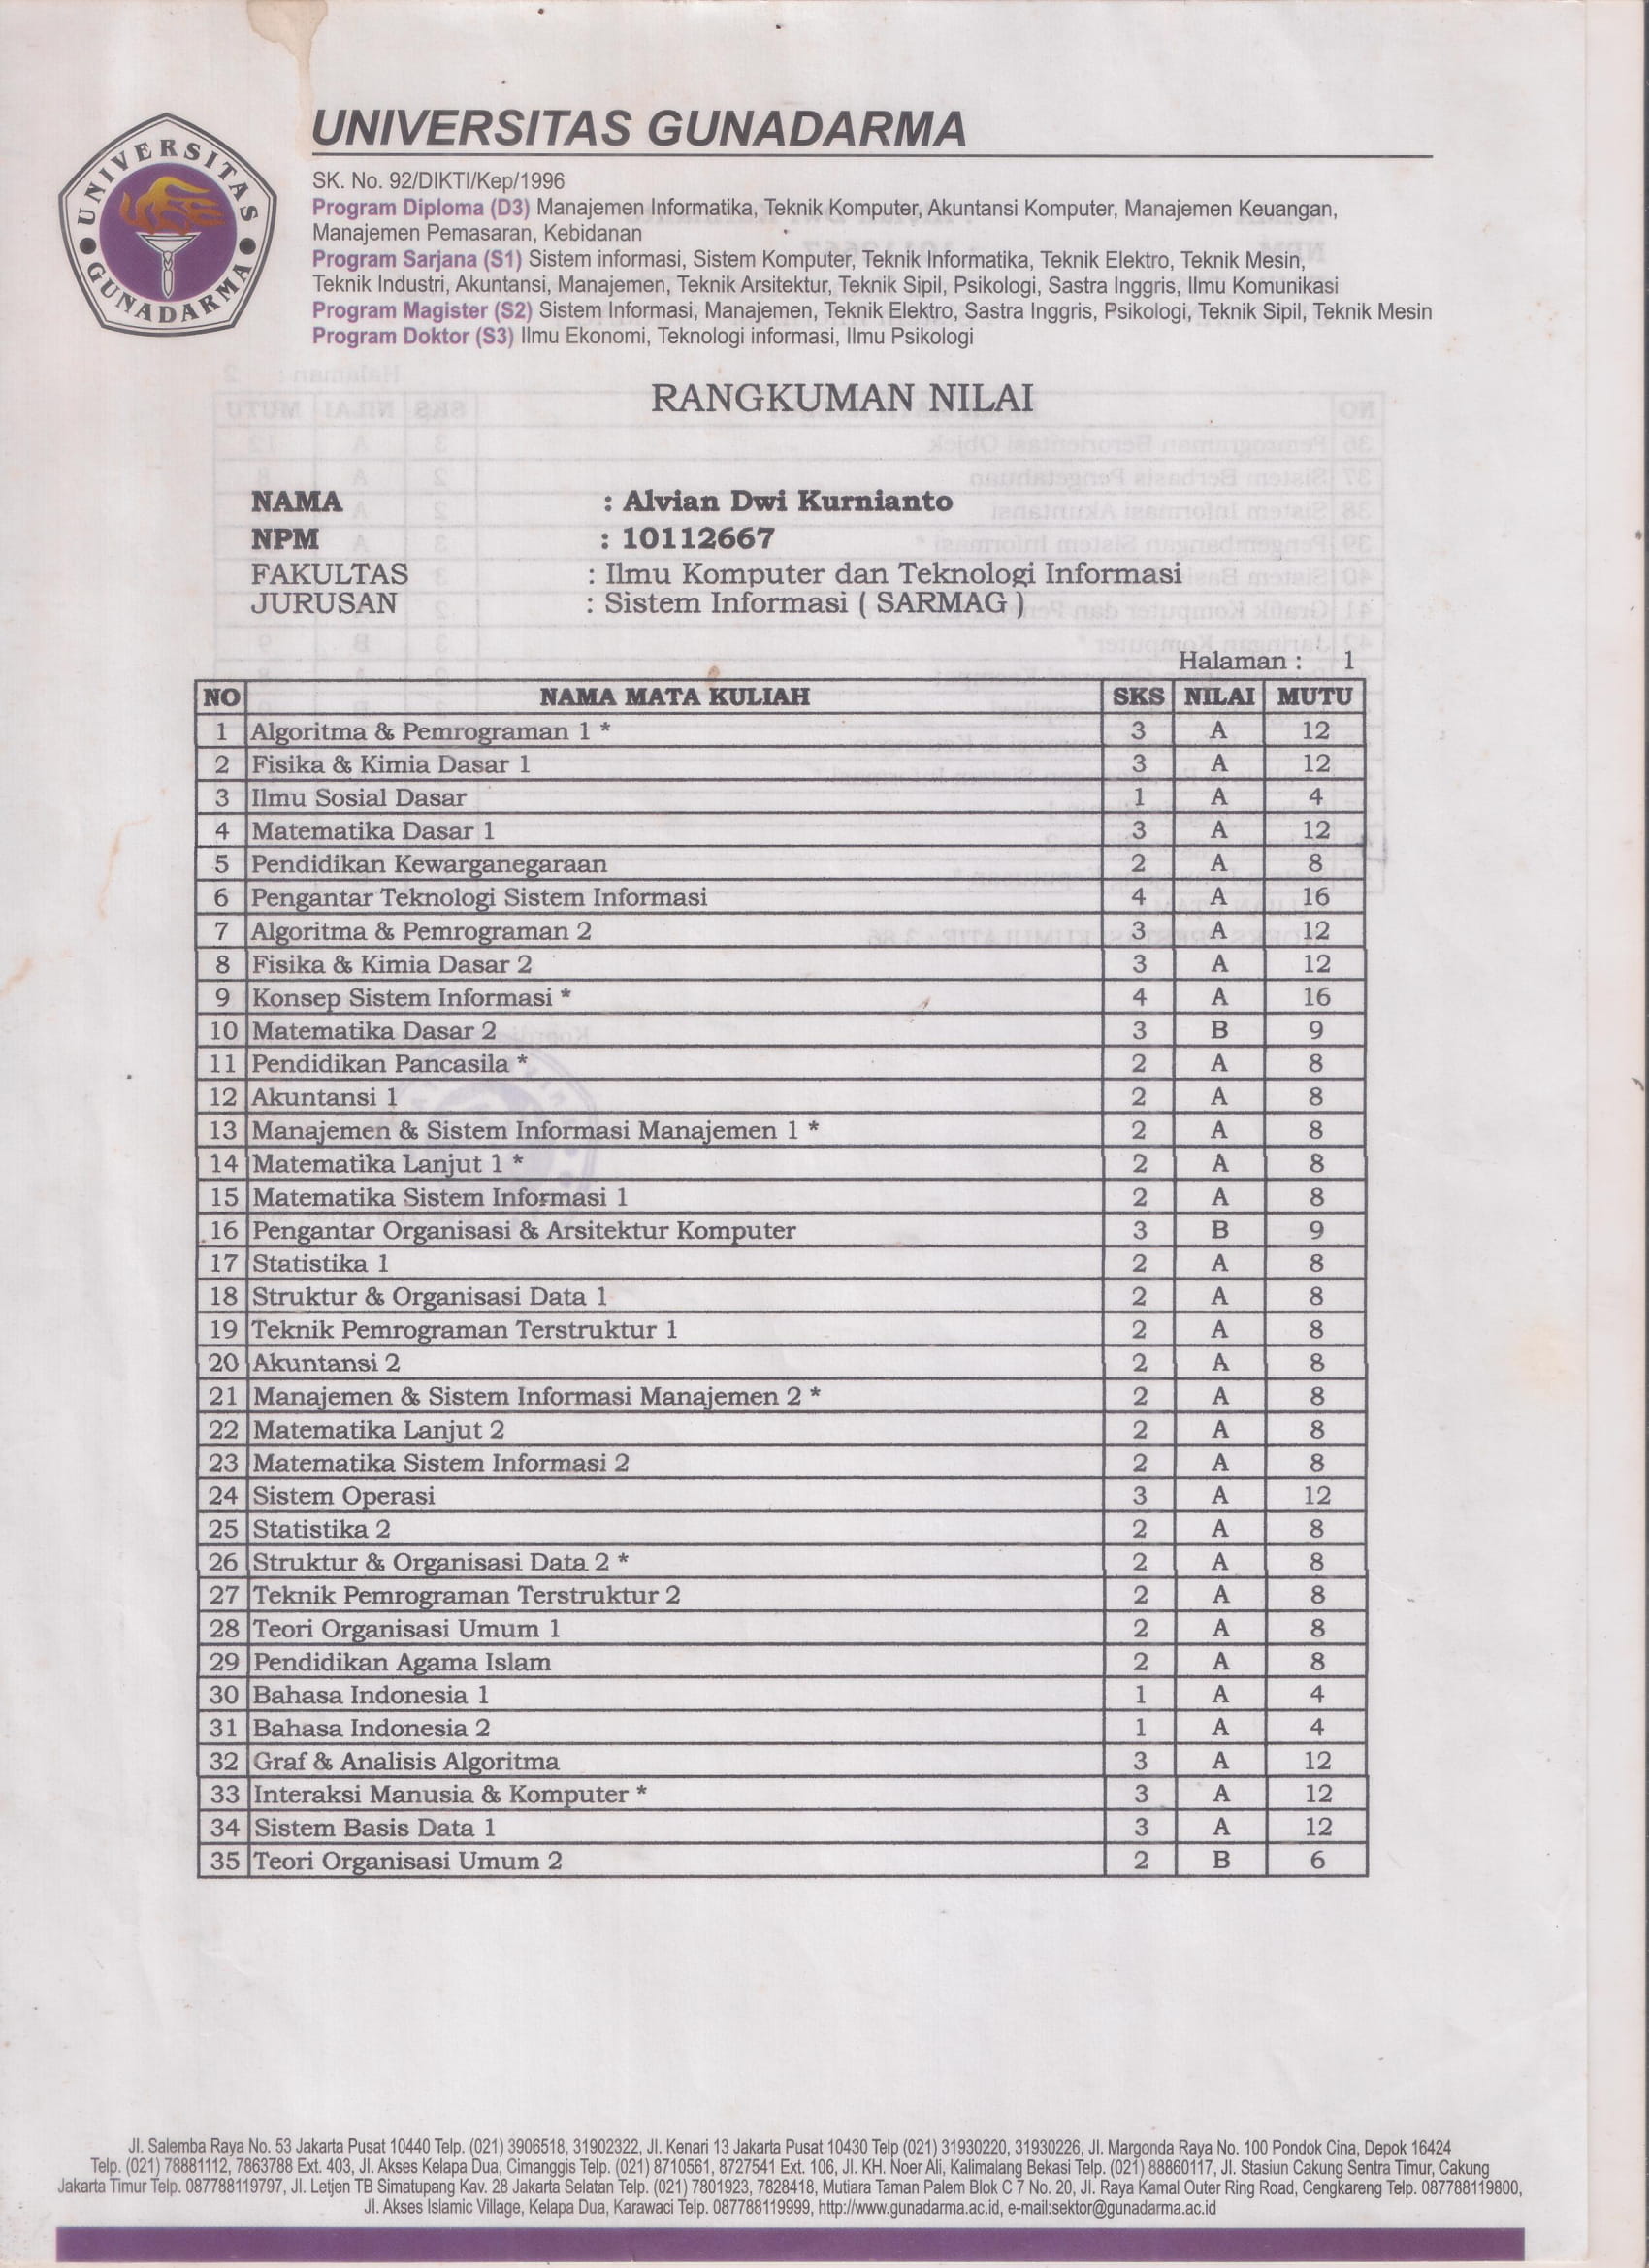 UNIVERSITAS GUNADARMA
UNIVERSITAS GUNADARMA
SK. No. 92/DIKTI/Kep/1996
Program Diploma (D3) Manajemen Informatika, Teknik Komputer, Akuntansi Komputer, Manajemen Keuangan,
Manajemen Pemasaran, Kebidanan
Program Sarjana (S1) Sistem informasi, Sistem Komputer, Teknik Informatika, Teknik Elektro, Teknik Mesin,
Teknik Industri, Akuntansi, Manajemen, Teknik Arsitektur, Teknik Sipil, Psikologi, Sastra Inggris, Ilmu Komunikasi
Program Magister (S2) Sistem Informasi, Manajemen, Teknik Elektro, Sastra Inggris, Psikologi, Teknik Sipil, Teknik Mesin
Program Doktor (S3) Ilmu Ekonomi, Teknologi informasi, Ilmu Psikologi
RANGKUMAN NILAI
NAMA : Alvian Dwi Kurnianto
NPM : 10112667
FAKULTAS : Ilmu Komputer dan Teknologi Informasi
JURUSAN : Sistem Informasi ( SARMAG )
Halaman : 1
NO NAMA MATA KULIAH SKS NILAI MUTU
1 Algoritma & Pemrograman 1 * 3 A 12
2 Fisika & Kimia Dasar 1 3 A 12
3 Ilmu Sosial Dasar 1 A 4
4 Matematika Dasar 1 3 A 12
5 Pendidikan Kewarganegaraan 2 A 8
6 Pengantar Teknologi Sistem Informasi 4 A 16
7 Algoritma & Pemrograman 2 3 A 12
8 Fisika & Kimia Dasar 2 3 A 12
9 Konsep Sistem Informasi * 4 A 16
10 Matematika Dasar 2 3 B 9
11 Pendidikan Pancasila * 2 A 8
12 Akuntansi 1 2 A 8
13 Manajemen & Sistem Informasi Manajemen 1 * 2 A 8
14 Matematika Lanjut 1 * 2 A 8
15 Matematika Sistem Informasi 1 2 A 8
16 Pengantar Organisasi & Arsitektur Komputer 3 B 9
17 Statistika 1 2 A 8
18 Struktur & Organisasi Data 1 2 A 8
19 Teknik Pemrograman Terstruktur 1 2 A 8
20 Akuntansi 2 2 A 8
21 Manajemen & Sistem Informasi Manajemen 2 * 2 A 8
22 Matematika Lanjut 2 2 A 8
23 Matematika Sistem Informasi 2 2 A 8
24 Sistem Operasi 3 A 12
25 Statistika 2 2 A 8
26 Struktur & Organisasi Data 2 * 2 A 8
27 Teknik Pemrograman Terstruktur 2 2 A 8
28 Teori Organisasi Umum 1 2 A 8
29 Pendidikan Agama Islam 2 A 8
30 Bahasa Indonesia 1 1 A 4
31 Bahasa Indonesia 2 1 A 4
32 Graf & Analisis Algoritma 3 A 12
33 Interaksi Manusia & Komputer * 3 A 12
34 Sistem Basis Data 1 3 A 12
35 Teori Organisasi Umum 2 2 B 6
Jl. Salemba Raya No. 53 Jakarta Pusat 10440 Telp. (021) 3906518, 31902322, Jl. Kenari 13 Jakarta Pusat 10430 Telp (021) 31930220, 31930226, Jl. Margonda Raya No. 100 Pondok Cina, Depok 16424
Telp. (021) 78881112, 7863788 Ext. 403, Jl. Akses Kelapa Dua, Cimanggis Telp. (021) 8710561, 8727541 Ext. 106, Jl. KH. Noer Ali, Kalimalang Bekasi Telp. (021) 88860117, Jl. Stasiun Cakung Sentra Timur, Cakung
Jakarta Timur Telp. 087788119797, Jl. Letjen TB Simatupang Kav. 28 Jakarta Selatan Telp. (021) 7801923, 7828418, Mutiara Taman Palem Blok C 7 No. 20, Jl. Raya Kamal Outer Ring Road, Cengkareng Telp. 087788119800,
Jl. Akses Islamic Village, Kelapa Dua, Karawaci Telp. 087788119999, http://www.gunadarma.ac.id, e-mail:sektor@gunadarma.ac.id